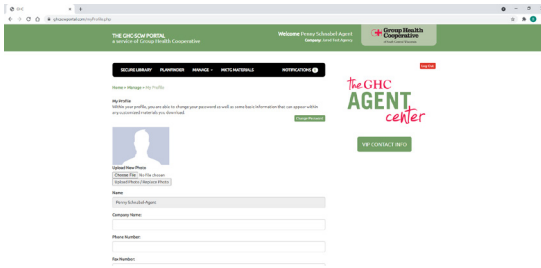 GHC
ghcscwportal.com/myProfile.php
THE GHC-SCW PORTAL
a service of Group Health Cooperative
Welcome Penny Schnabel Agent
Company: Level Test Agency
Group Health
Cooperative
SECURE LIBRARY PLANFINDER MANAGE MKTG MATERIALS NOTIFICATIONS
Home > Manage > My Profile
Log Out
My Profile
Within your profile, you are able to change your password as well as some basic information that can appear within
any customized materials you download.
Change Password
the GHC
AGENT
center
VIP CONTACT INFO
Upload New Photo
Choose File No file chosen
Upload Photo / Replace Photo
Name
Penny Schnabel-Agent
Company Name:
Phone Number:
Fax Number: